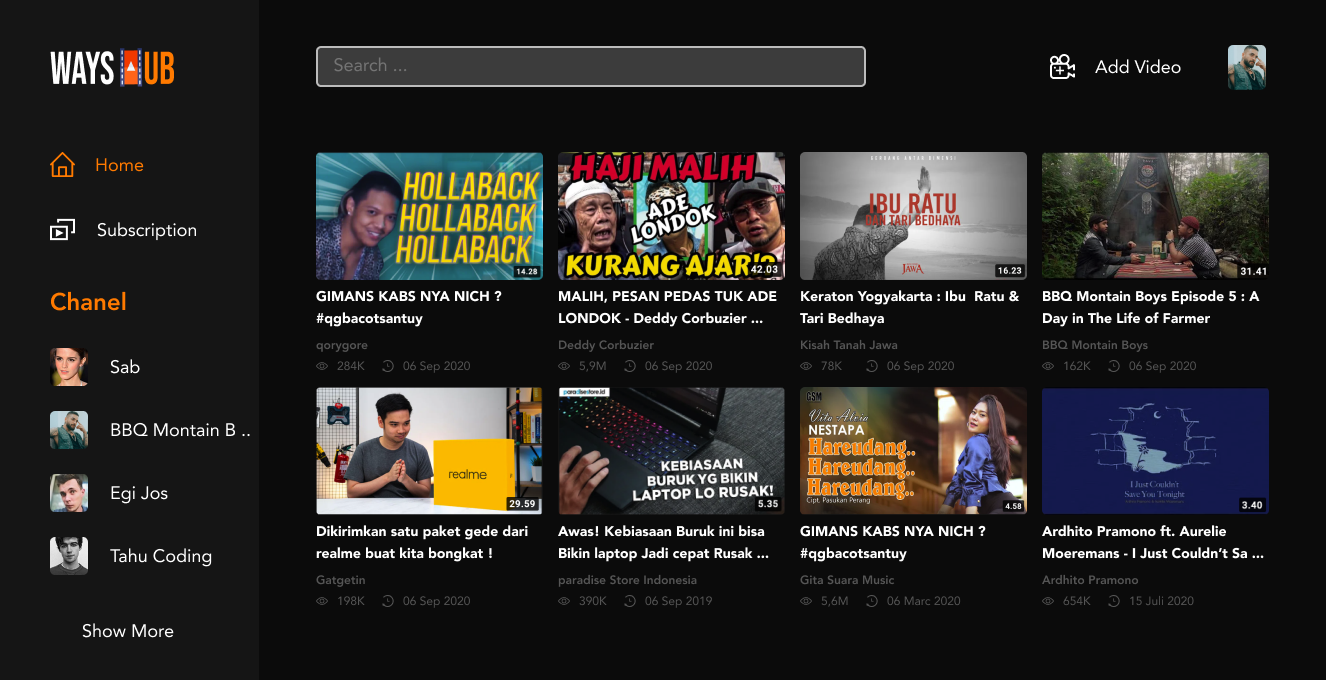 WAYS UB
Search ...
Add Video
Home
Subscription
Chanel
Sab
BBQ Montain B ..
Egi Jos
Tahu Coding
Show More
HOLLABACK
HOLLABACK
HOLLABACK
14.28
GIMANS KABS NYA NICH ?
#qgbacotsantuy
qorygore
284K 06 Sep 2020
HAJI MALIH
ADE
LONDOK
KURANG AJAR!?
42.03
MALIH, PESAN PEDAS TUK ADE
LONDOK - Deddy Corbuzier ...
Deddy Corbuzier
5,9M 06 Sep 2020
GERBANG ANTAR DIMENSI
IBU RATU
DAN TARI BEDHAYA
JAWA
16.23
Keraton Yogyakarta : Ibu Ratu &
Tari Bedhaya
Kisah Tanah Jawa
78K 06 Sep 2020
31.41
BBQ Montain Boys Episode 5 : A
Day in The Life of Farmer
BBQ Montain Boys
162K 06 Sep 2020
realme
29.59
Dikirimkan satu paket gede dari
realme buat kita bongkat !
Gatgetin
198K 06 Sep 2020
paradisestore.id
KEBIASAAN
BURUK YG BIKIN
LAPTOP LO RUSAK!
5.35
Awas! Kebiasaan Buruk ini bisa
Bikin laptop Jadi cepat Rusak ...
paradise Store Indonesia
390K 06 Sep 2019
GSM
Vita Alvia
NESTAPA
Hareudang..
Hareudang..
Hareudang..
Cipt. Pasukan Perang
4.58
GIMANS KABS NYA NICH ?
#qgbacotsantuy
Gita Suara Music
5,6M 06 Marc 2020
I Just Couldn't
Save You Tonight
3.40
Ardhito Pramono ft. Aurelie
Moeremans - I Just Couldn’t Sa ...
Ardhito Pramono
654K 15 Juli 2020